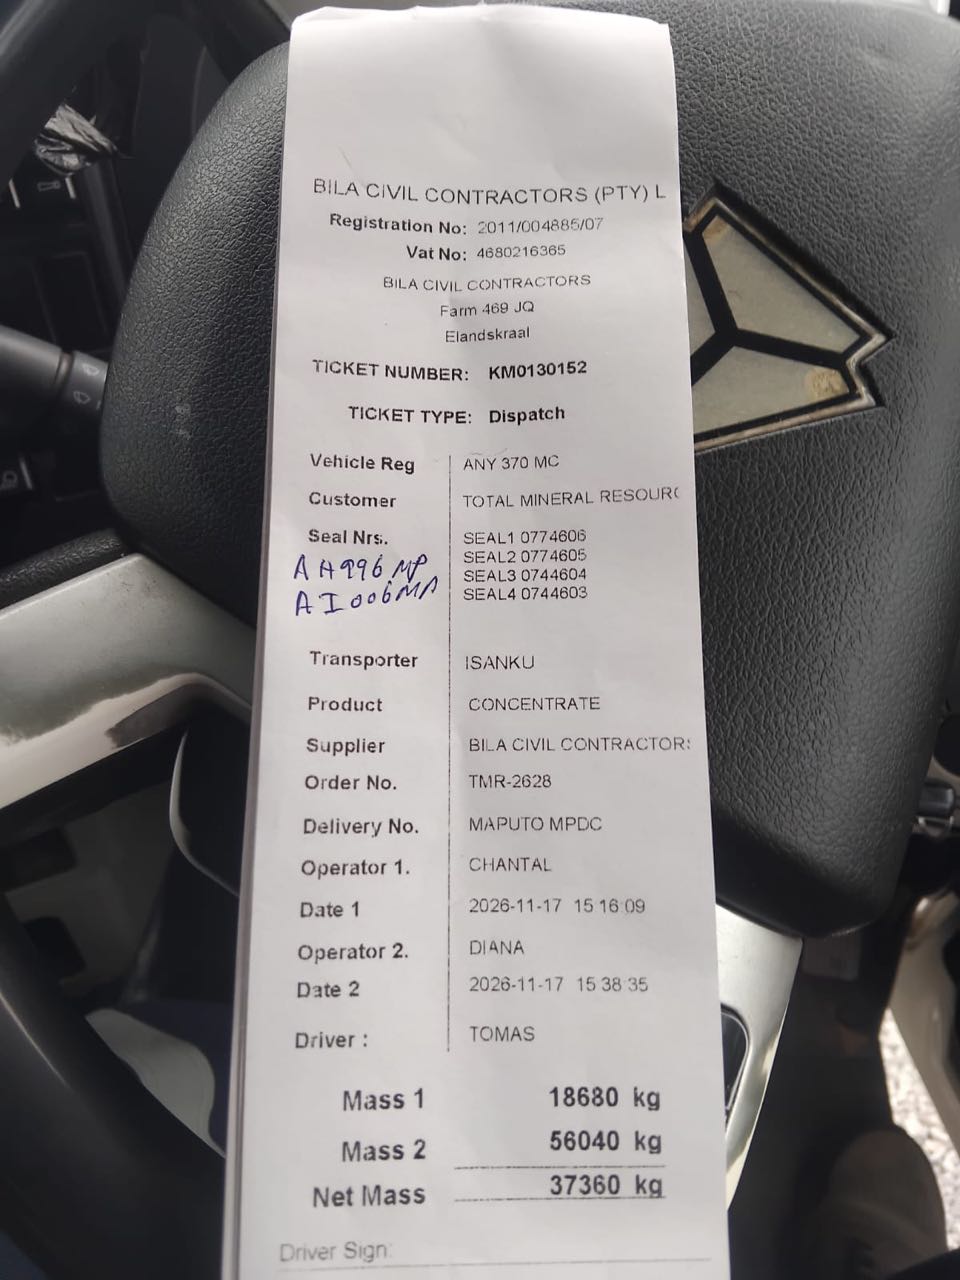 BILA CIVIL CONTRACTORS (PTY) L
Registration No: 2011/004885/07
Vat No: 4680216365
BILA CIVIL CONTRACTORS
Farm 469 JQ
Elandskraal
TICKET NUMBER: KM0130152
TICKET TYPE: Dispatch
Vehicle Reg ANY 370 MC
Customer TOTAL MINERAL RESOURC
Seal Nrs. SEAL1 0774606
SEAL2 0774605
AH996MP SEAL3 0744604
AI006MP SEAL4 0744603
Transporter ISANKU
Product CONCENTRATE
Supplier BILA CIVIL CONTRACTORS
Order No. TMR-2628
Delivery No. MAPUTO MPDC
Operator 1. CHANTAL
Date 1 2026-11-17 15 16 09
Operator 2. DIANA
Date 2 2026-11-17 15 38 35
Driver : TOMAS
Mass 1 18680 kg
Mass 2 56040 kg
Net Mass 37360 kg
Driver Sign: